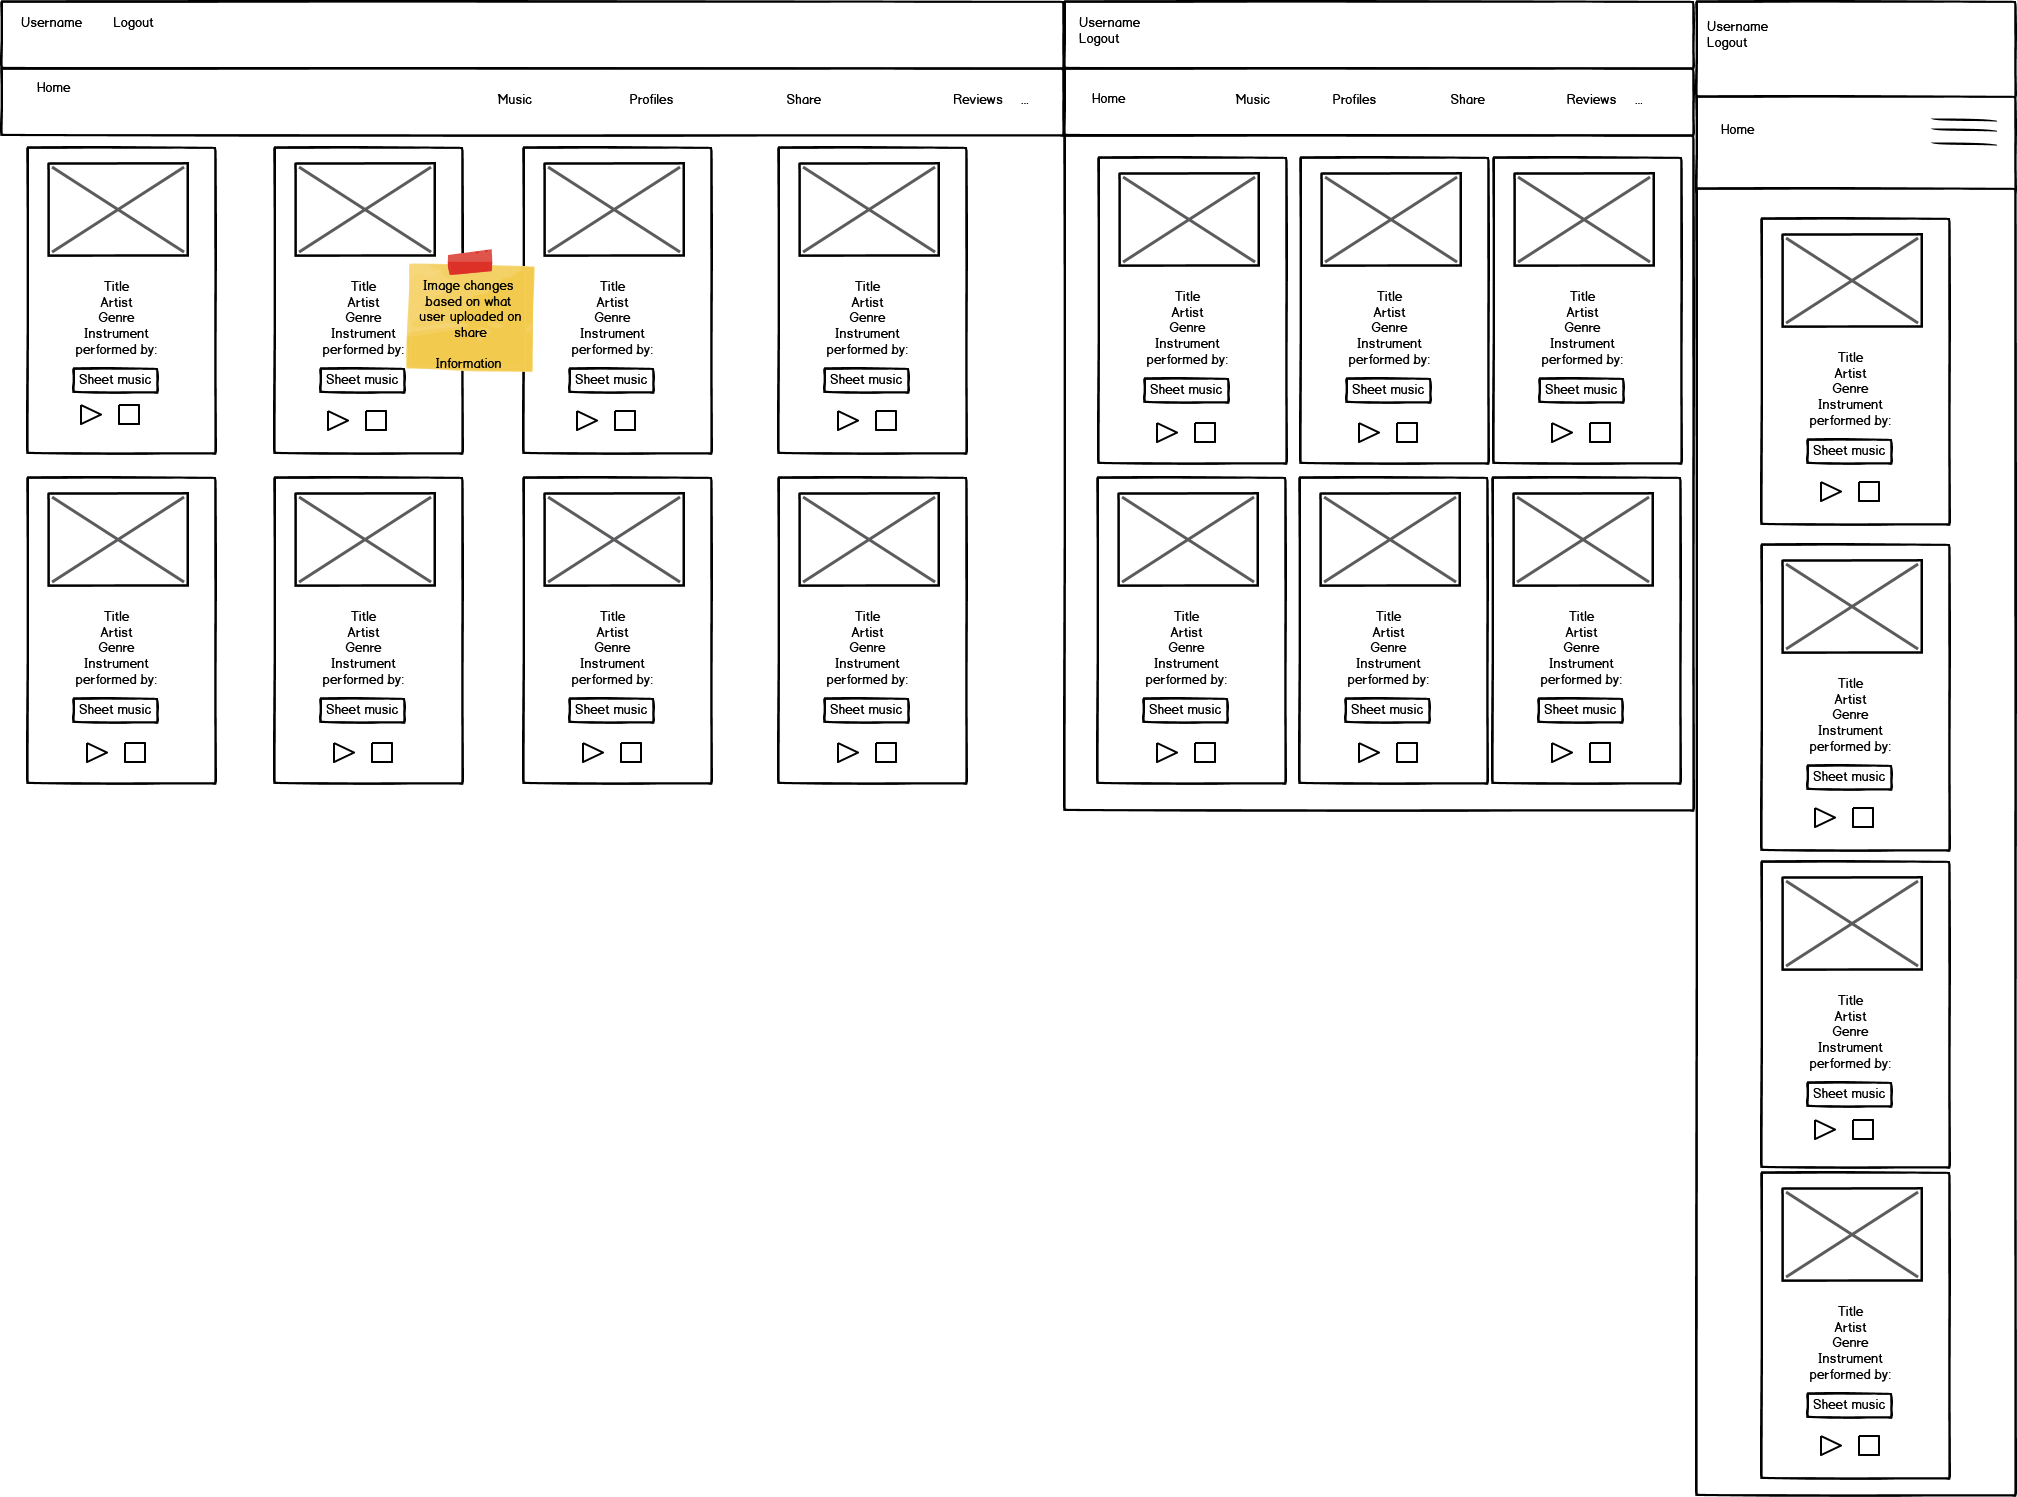 Username Logout
Home Music Profiles Share Reviews ...
Title
Artist
Genre
Instrument
performed by:
Sheet music
Title
Artist
Genre
Instrument
performed by:
Sheet music
Image changes
based on what
user uploaded on
share
Information
Title
Artist
Genre
Instrument
performed by:
Sheet music
Title
Artist
Genre
Instrument
performed by:
Sheet music
Title
Artist
Genre
Instrument
performed by:
Sheet music
Title
Artist
Genre
Instrument
performed by:
Sheet music
Title
Artist
Genre
Instrument
performed by:
Sheet music
Title
Artist
Genre
Instrument
performed by:
Sheet music
Username
Logout
Home Music Profiles Share Reviews ...
Title
Artist
Genre
Instrument
performed by:
Sheet music
Title
Artist
Genre
Instrument
performed by:
Sheet music
Title
Artist
Genre
Instrument
performed by:
Sheet music
Title
Artist
Genre
Instrument
performed by:
Sheet music
Title
Artist
Genre
Instrument
performed by:
Sheet music
Title
Artist
Genre
Instrument
performed by:
Sheet music
Username
Logout
Home
Title
Artist
Genre
Instrument
performed by:
Sheet music
Title
Artist
Genre
Instrument
performed by:
Sheet music
Title
Artist
Genre
Instrument
performed by:
Sheet music
Title
Artist
Genre
Instrument
performed by:
Sheet music